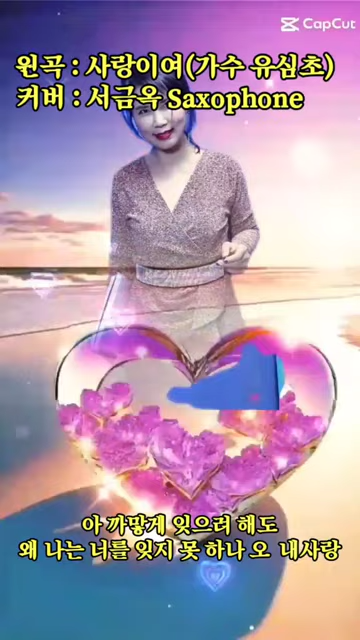 CapCut
원곡 : 사랑이여(가수 유심초)
커버 : 서금옥 Saxophone
아 까맣게 잊으려 해도
왜 나는 너를 잊지 못 하나 오 내사랑